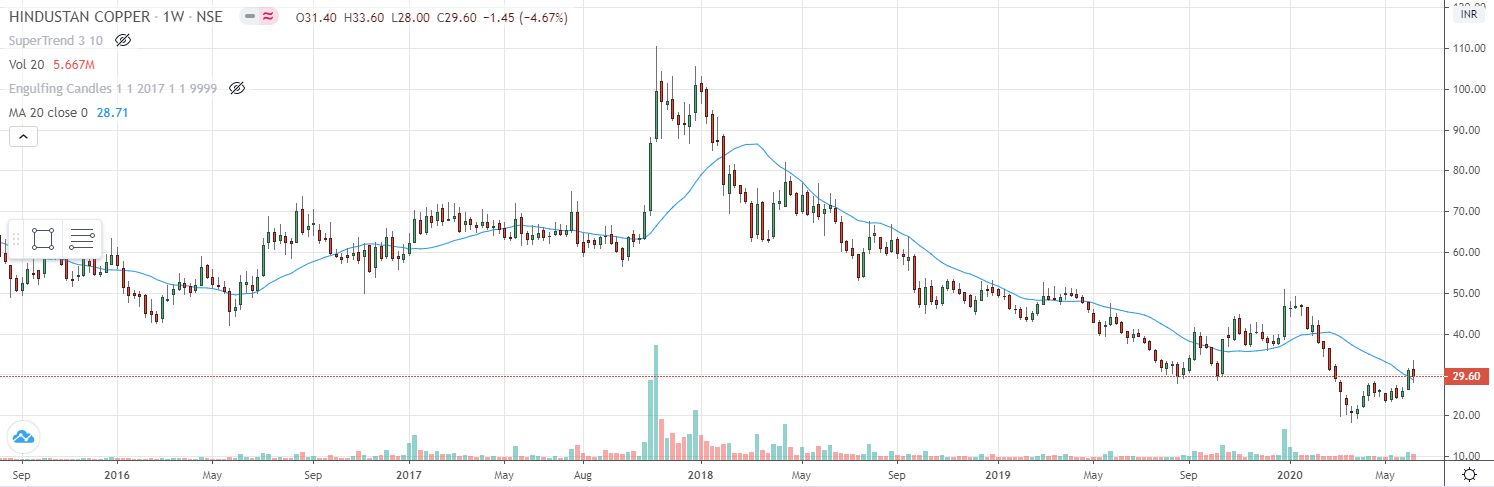 HINDUSTAN COPPER · 1W · NSE O31.40 H33.60 L28.00 C29.60 −1.45 (−4.67%)
SuperTrend 3 10
Vol 20 5.667M
Engulfing Candles 1 1 2017 1 1 9999
MA 20 close 0 28.71
INR
110.00
100.00
90.00
80.00
70.00
60.00
50.00
40.00
29.60
20.00
10.00
Sep 2016 May Sep 2017 May Aug 2018 May Sep 2019 May Sep 2020 May